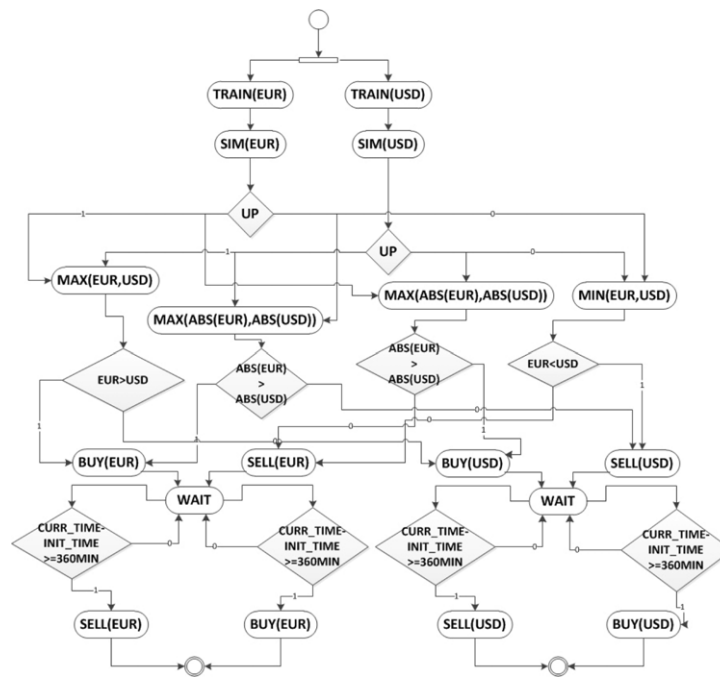 TRAIN(EUR)
TRAIN(USD)
SIM(EUR)
SIM(USD)
UP
1
0
UP
1
0
MAX(EUR,USD)
MAX(ABS(EUR),ABS(USD))
MAX(ABS(EUR),ABS(USD))
MIN(EUR,USD)
EUR>USD
ABS(EUR)
>
ABS(USD)
ABS(EUR)
>
ABS(USD)
EUR<USD
1
1
0
0
0
0
1
1
BUY(EUR)
SELL(EUR)
BUY(USD)
SELL(USD)
WAIT
WAIT
CURR_TIME-
INIT_TIME
>=360MIN
0
0
CURR_TIME-
INIT_TIME
>=360MIN
CURR_TIME-
INIT_TIME
>=360MIN
0
0
CURR_TIME-
INIT_TIME
>=360MIN
1
1
1
1
SELL(EUR)
BUY(EUR)
SELL(USD)
BUY(USD)